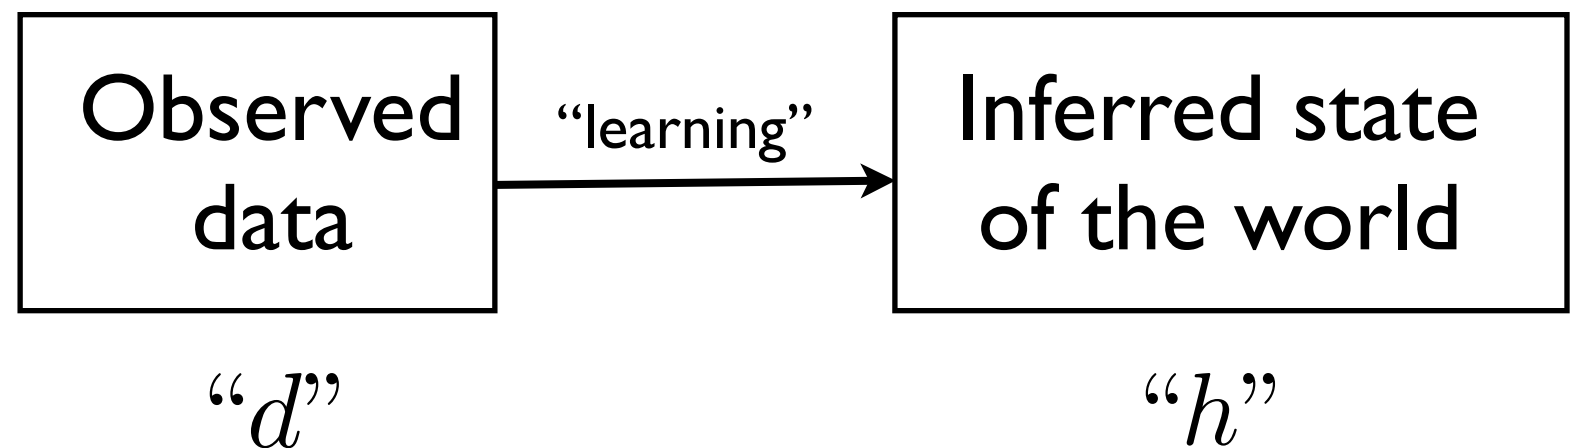 Observed
data
“learning”
Inferred state
of the world
“d”
“h”